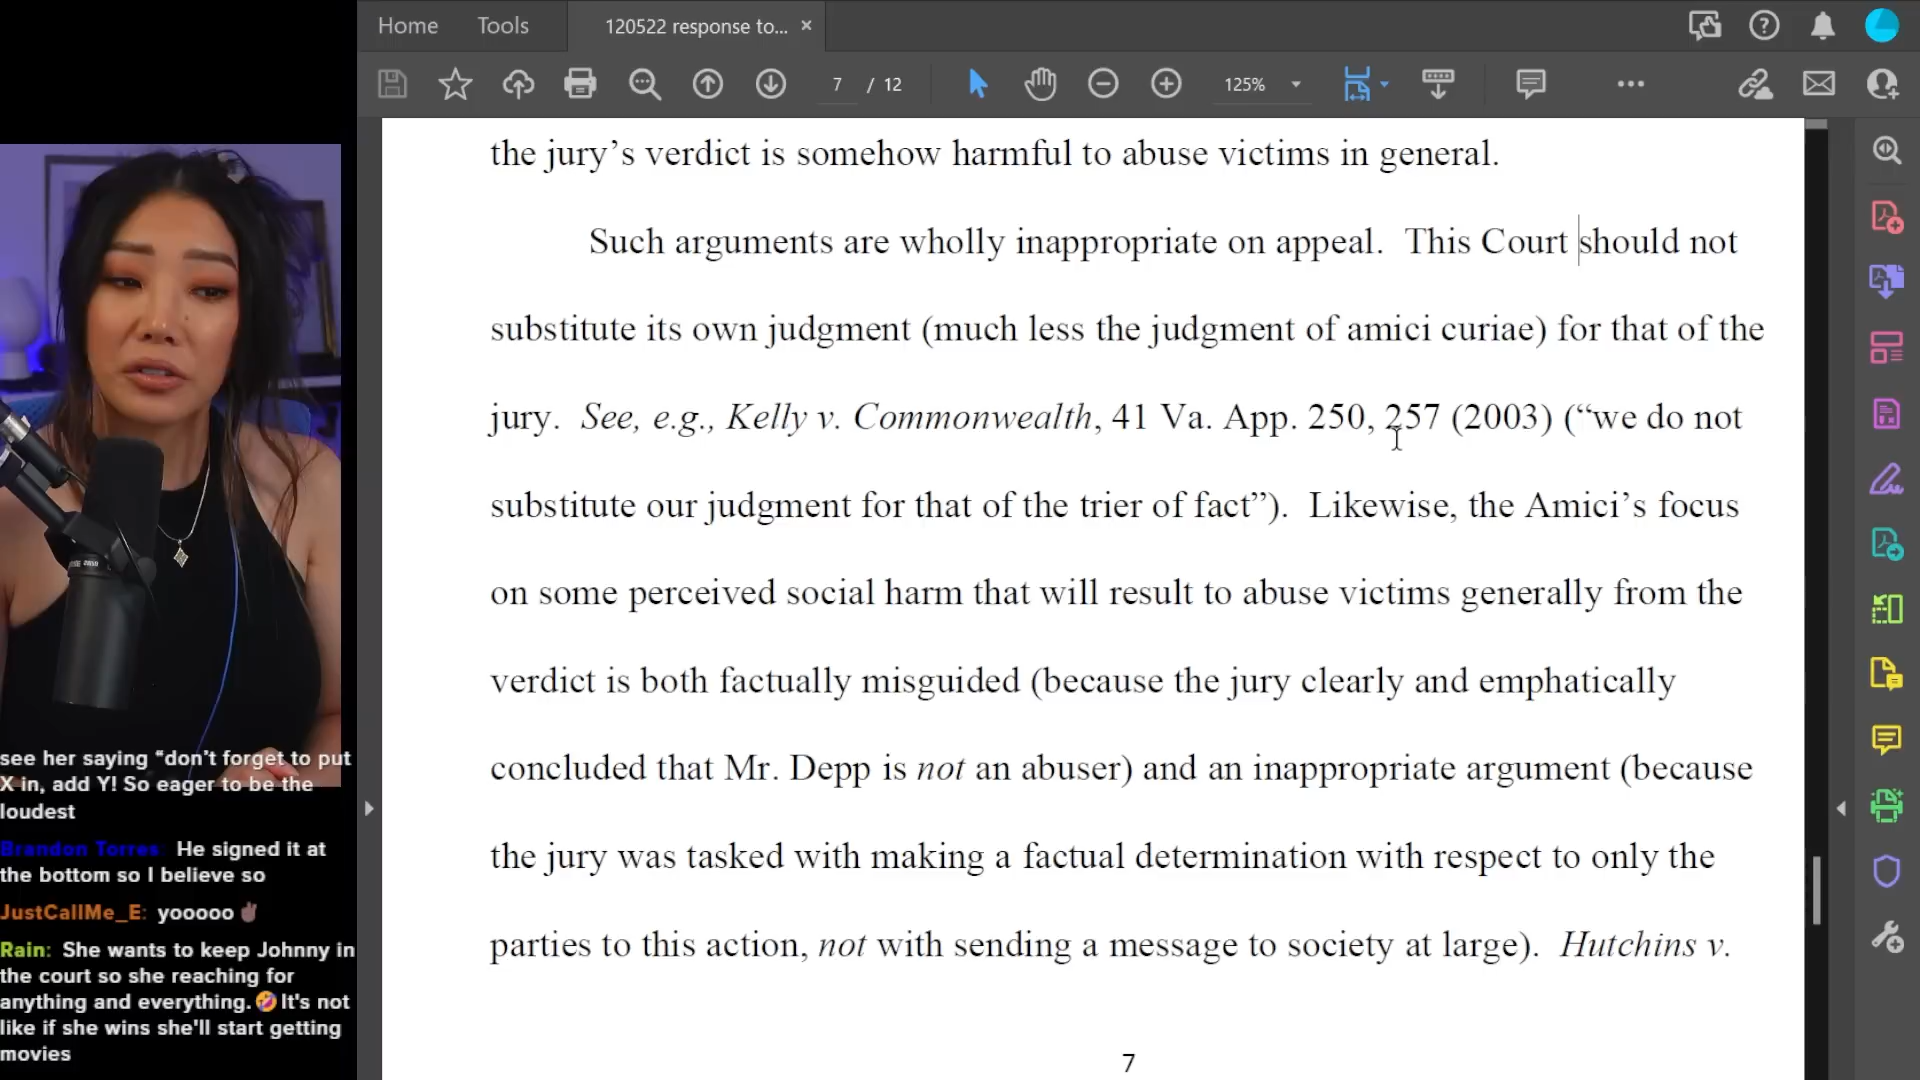 Home
Tools
120522 response to...
7 / 12
125%
the jury’s verdict is somehow harmful to abuse victims in general.
Such arguments are wholly inappropriate on appeal. This Court should not
substitute its own judgment (much less the judgment of amici curiae) for that of the
jury. See, e.g., Kelly v. Commonwealth, 41 Va. App. 250, 257 (2003) (“we do not
substitute our judgment for that of the trier of fact”). Likewise, the Amici’s focus
on some perceived social harm that will result to abuse victims generally from the
verdict is both factually misguided (because the jury clearly and emphatically
concluded that Mr. Depp is not an abuser) and an inappropriate argument (because
the jury was tasked with making a factual determination with respect to only the
parties to this action, not with sending a message to society at large). Hutchins v.
7
see her saying “don’t forget to put
X in, add Y! So eager to be the
loudest
Brandon Torres: He signed it at
the bottom so I believe so
JustCallMe_E: yooooo✌🏾
Rain: She wants to keep Johnny in
the court so she reaching for
anything and everything.🤣It's not
like if she wins she'll start getting
movies